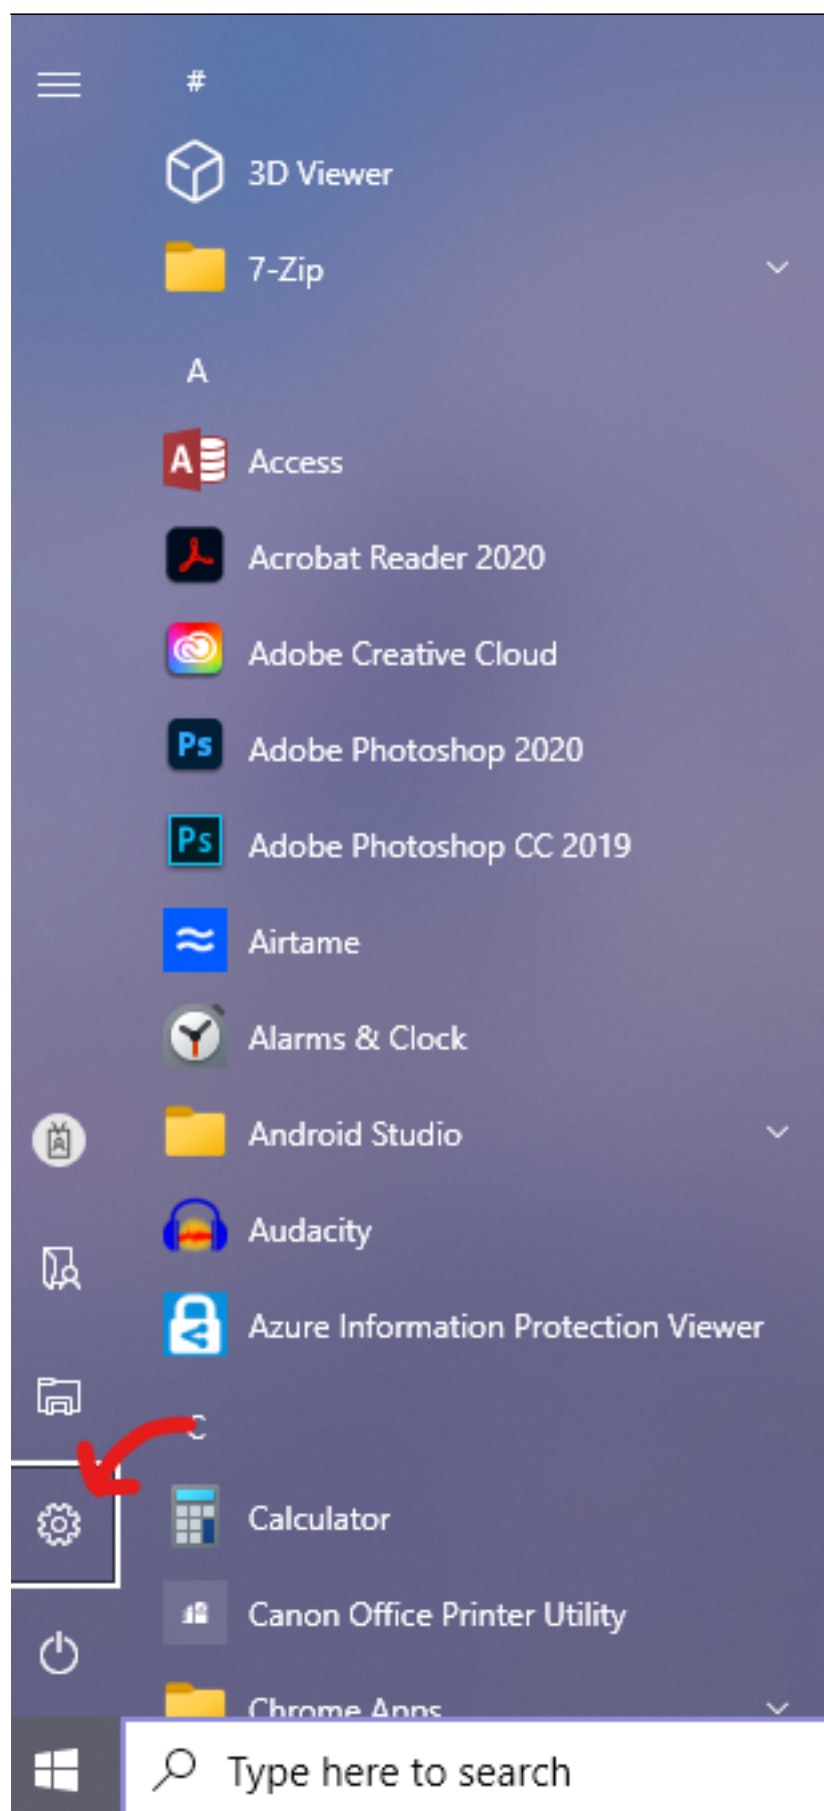 #
3D Viewer
7-Zip
A
Access
Acrobat Reader 2020
Adobe Creative Cloud
Adobe Photoshop 2020
Adobe Photoshop CC 2019
Airtame
Alarms & Clock
Android Studio
Audacity
Azure Information Protection Viewer
C
Calculator
Canon Office Printer Utility
Chrome Apps
Type here to search